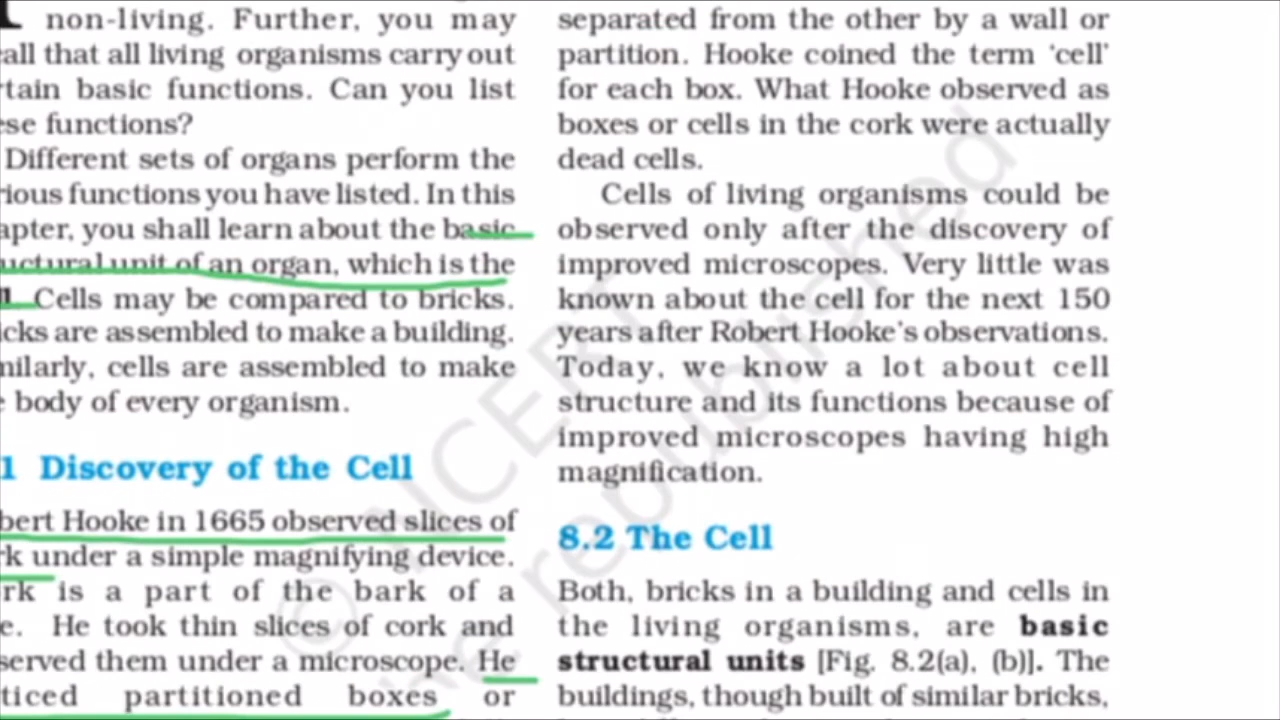 non-living. Further, you may
all that all living organisms carry out
tain basic functions. Can you list
ese functions?
Different sets of organs perform the
rious functions you have listed. In this
apter, you shall learn about the basic
uctural unit of an organ, which is the
l. Cells may be compared to bricks.
icks are assembled to make a building.
milarly, cells are assembled to make
e body of every organism.
1 Discovery of the Cell
bert Hooke in 1665 observed slices of
rk under a simple magnifying device.
rk is a part of the bark of a
e. He took thin slices of cork and
served them under a microscope. He
ticed partitioned boxes or
separated from the other by a wall or
partition. Hooke coined the term ‘cell’
for each box. What Hooke observed as
boxes or cells in the cork were actually
dead cells.
Cells of living organisms could be
observed only after the discovery of
improved microscopes. Very little was
known about the cell for the next 150
years after Robert Hooke’s observations.
Today, we know a lot about cell
structure and its functions because of
improved microscopes having high
magnification.
8.2 The Cell
Both, bricks in a building and cells in
the living organisms, are basic
structural units [Fig. 8.2(a), (b)]. The
buildings, though built of similar bricks,
© NCERT
be republished